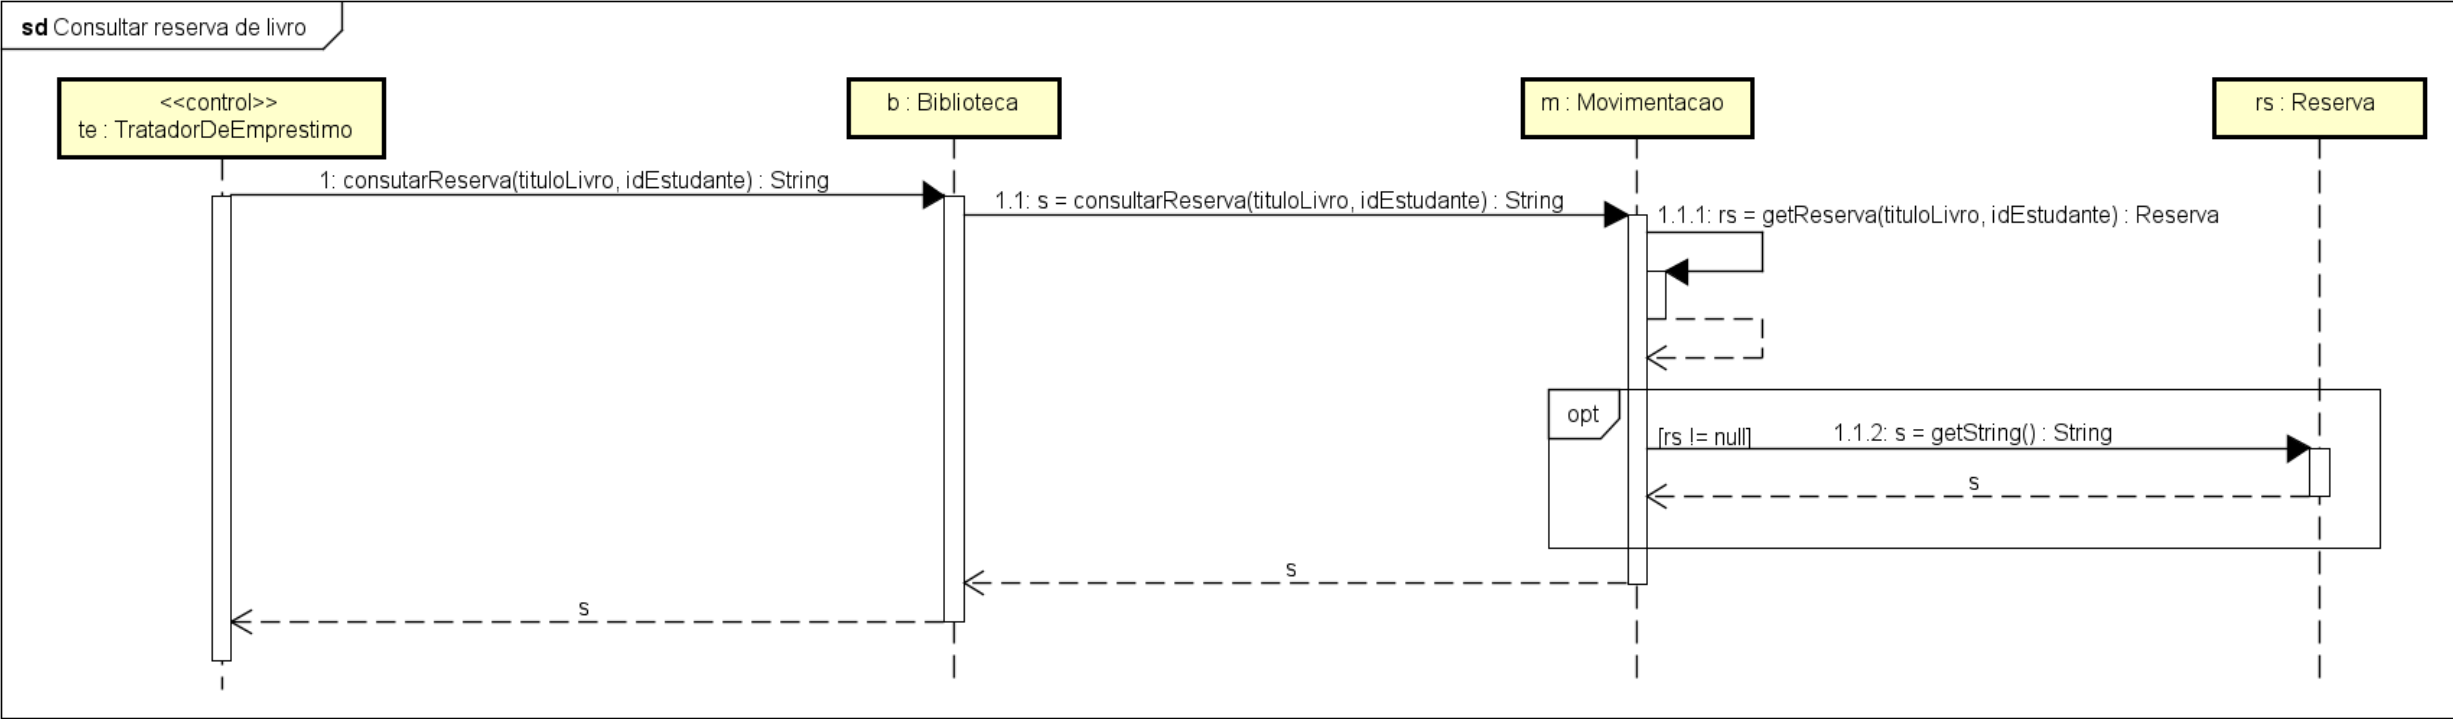 sd Consultar reserva de livro
<<control>>
te : TratadorDeEmprestimo
b : Biblioteca
m : Movimentacao
rs : Reserva
1: consutarReserva(tituloLivro, idEstudante) : String
1.1: s = consultarReserva(tituloLivro, idEstudante) : String
1.1.1: rs = getReserva(tituloLivro, idEstudante) : Reserva
opt
[rs != null]
1.1.2: s = getString() : String
s
s
s